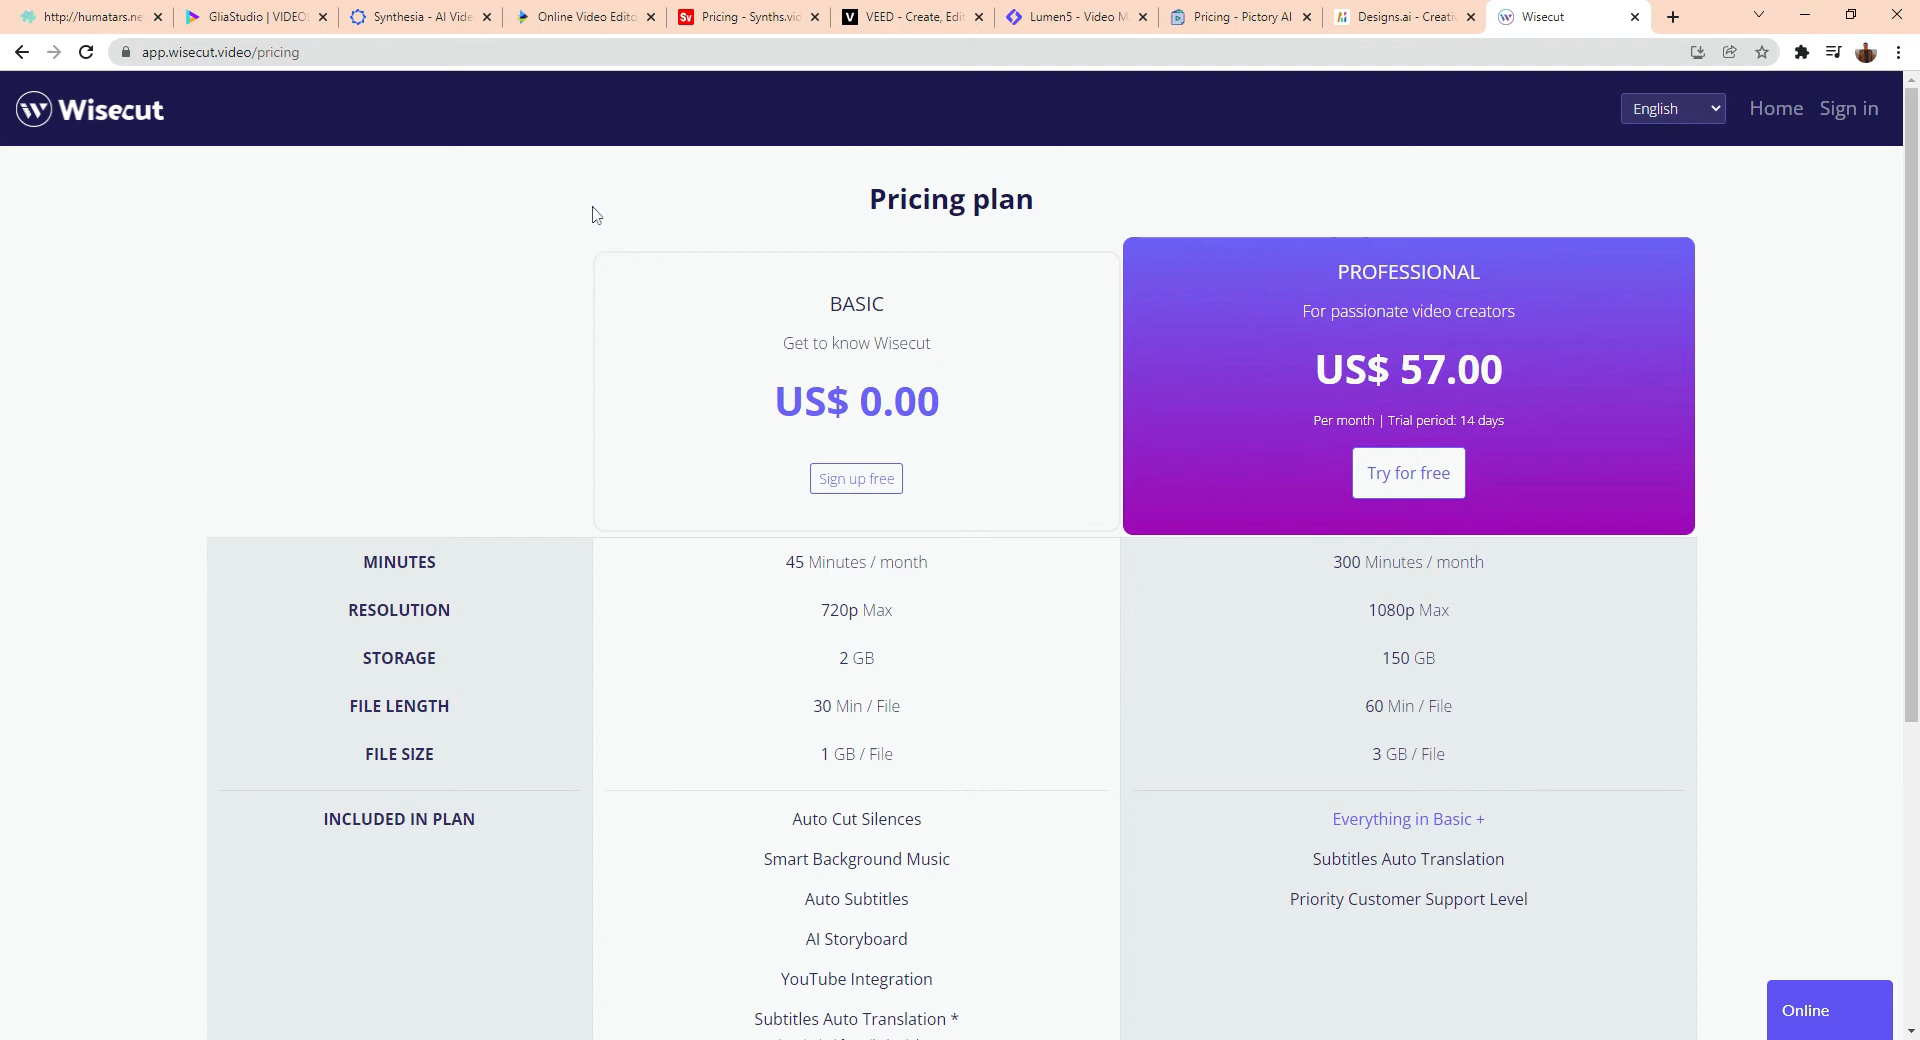 http://humatars.ne
GliaStudio | VIDEO
Synthesia - AI Vide
Online Video Edito
Sv Pricing - Synths.vic
V VEED - Create, Edit
Lumen5 - Video M
Pricing - Pictory AI
Designs.ai - Creativ
Wisecut
app.wisecut.video/pricing
Wisecut
English
Home
Sign in
Pricing plan
BASIC
Get to know Wisecut
US$ 0.00
Sign up free
PROFESSIONAL
For passionate video creators
US$ 57.00
Per month | Trial period: 14 days
Try for free
MINUTES
45 Minutes / month
300 Minutes / month
RESOLUTION
720p Max
1080p Max
STORAGE
2 GB
150 GB
FILE LENGTH
30 Min / File
60 Min / File
FILE SIZE
1 GB / File
3 GB / File
INCLUDED IN PLAN
Auto Cut Silences
Everything in Basic +
Smart Background Music
Subtitles Auto Translation
Auto Subtitles
Priority Customer Support Level
AI Storyboard
YouTube Integration
Subtitles Auto Translation *
Online